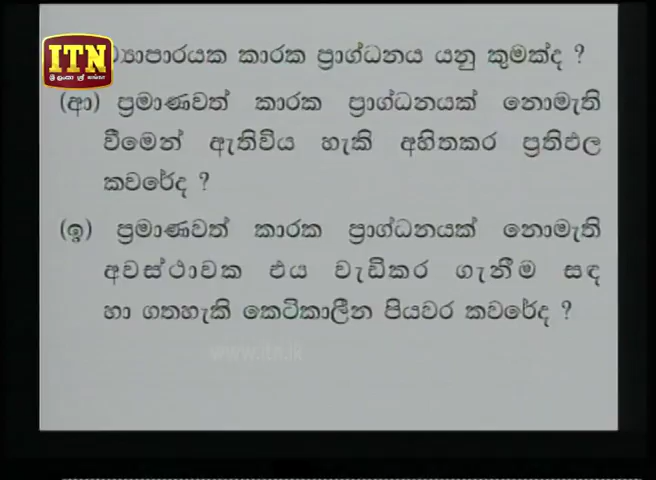 ITN
ව්‍යාපාරයක කාරක ප්‍රාග්ධනය යනු කුමක්ද ?
(ආ) ප්‍රමාණවත් කාරක ප්‍රාග්ධනයක් නොමැති
වීමෙන් ඇතිවිය හැකි අහිතකර ප්‍රතිඵල
කවරේද ?
(ඉ) ප්‍රමාණවත් කාරක ප්‍රාග්ධනයක් නොමැති
අවස්ථාවක එය වැඩිකර ගැනීම සඳ
හා ගතහැකි කෙටිකාලීන පියවර කවරේද ?
www.itn.lk